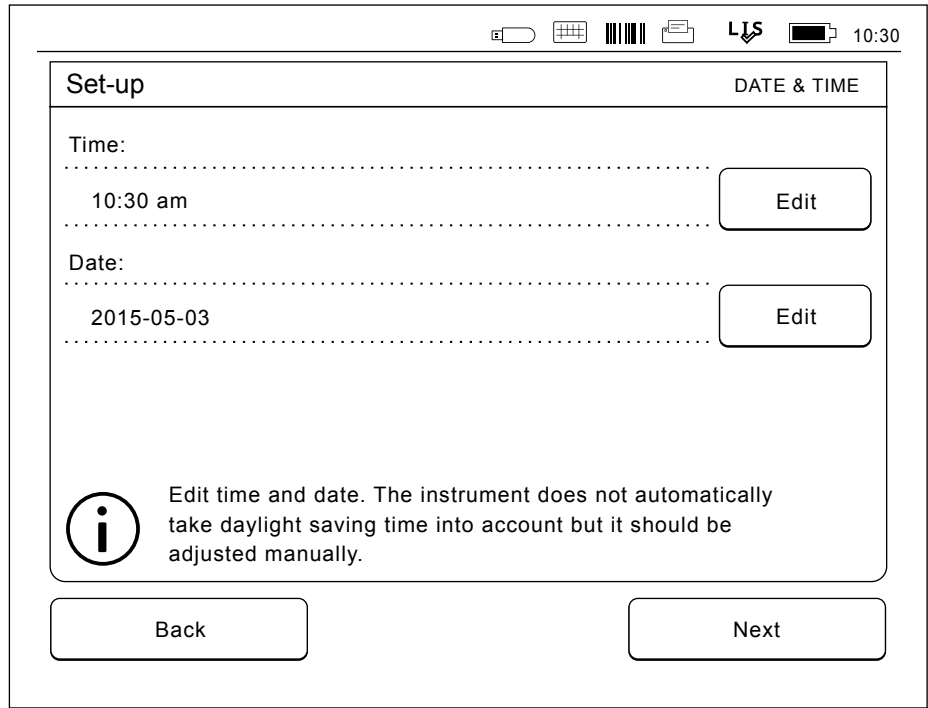 LIS 10:30
Set-up DATE & TIME
Time:
10:30 am
Edit
Date:
2015-05-03
Edit
Edit time and date. The instrument does not automatically
take daylight saving time into account but it should be
adjusted manually.
Back Next